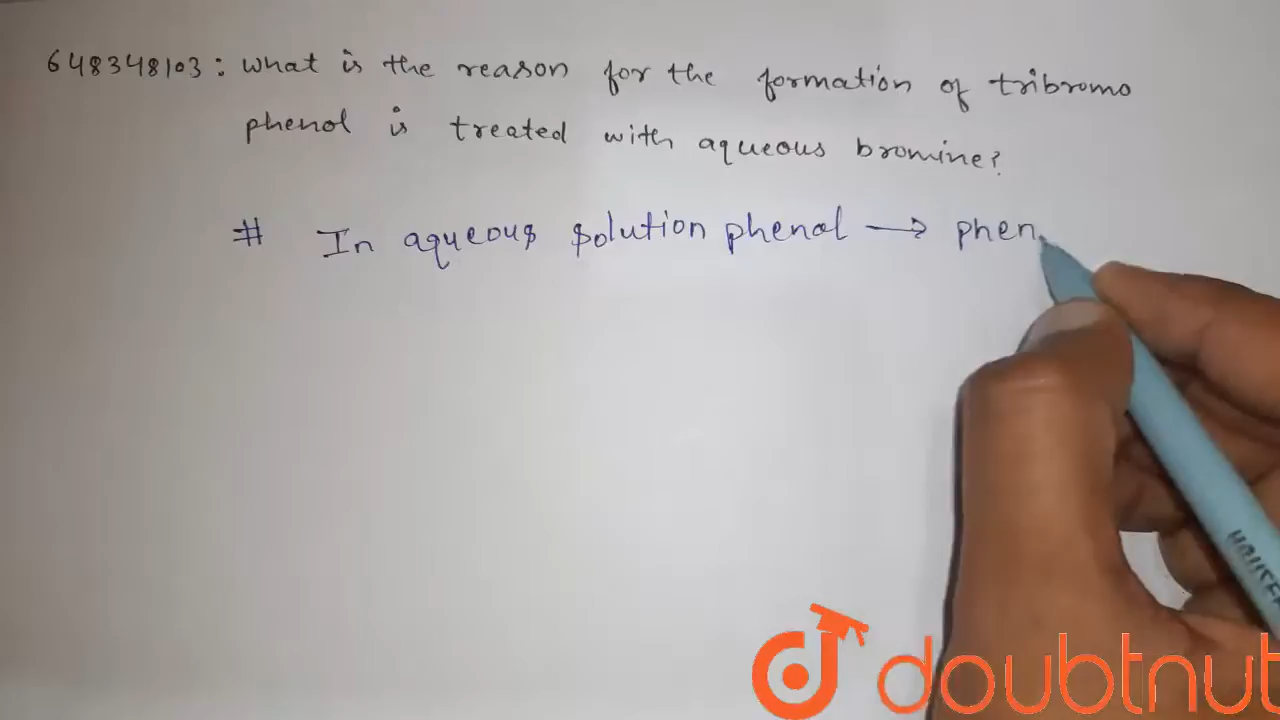 648348103: What is the reason for the formation of tribromo
phenol is treated with aqueous bromine?
# In aqueous solution phenol → phen
HAUSER
doubtnut